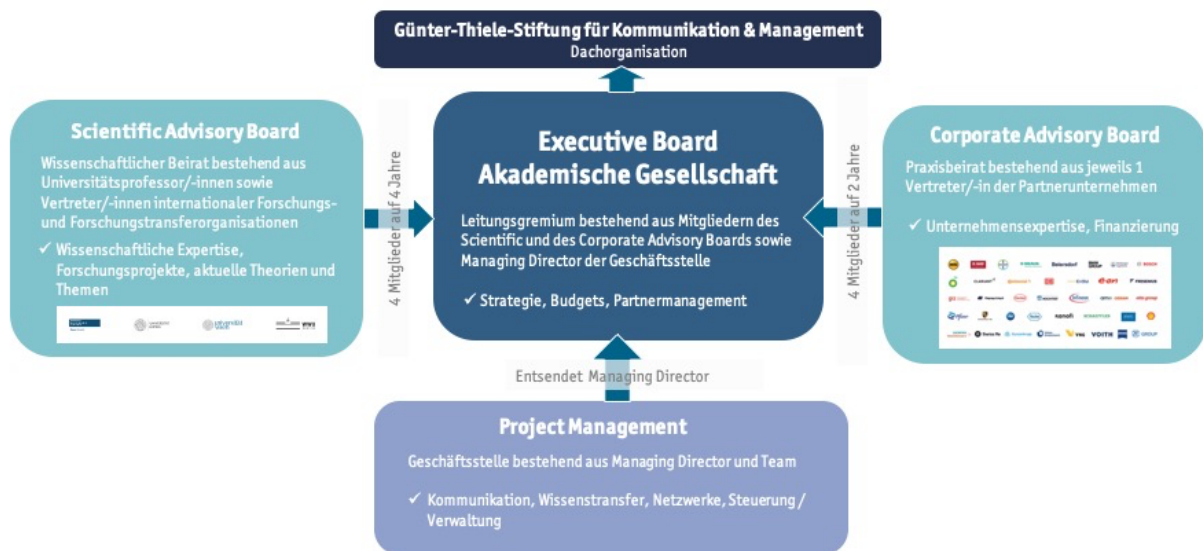 Günter-Thiele-Stiftung für Kommunikation & Management
Dachorganisation
Scientific Advisory Board
Wissenschaftlicher Beirat bestehend aus
Universitätsprofessor/-innen sowie
Vertreter/-innen internationaler Forschungs-
und Forschungstransferorganisationen
✓ Wissenschaftliche Expertise,
Forschungsprojekte, aktuelle Theorien und
Themen
4 Mitglieder auf 4 Jahre
Executive Board
Akademische Gesellschaft
Leitungsgremium bestehend aus Mitgliedern des
Scientific und des Corporate Advisory Boards sowie
Managing Director der Geschäftsstelle
✓ Strategie, Budgets, Partnermanagement
4 Mitglieder auf 2 Jahre
Corporate Advisory Board
Praxisbeirat bestehend aus jeweils 1
Vertreter/-in der Partnerunternehmen
✓ Unternehmensexpertise, Finanzierung
Beiersdorf
BOSCH
e·on
FRESENIUS
sanofi
VNG
VOITH
GROUP
Entsendet Managing Director
Project Management
Geschäftsstelle bestehend aus Managing Director und Team
✓ Kommunikation, Wissenstransfer, Netzwerke, Steuerung /
Verwaltung